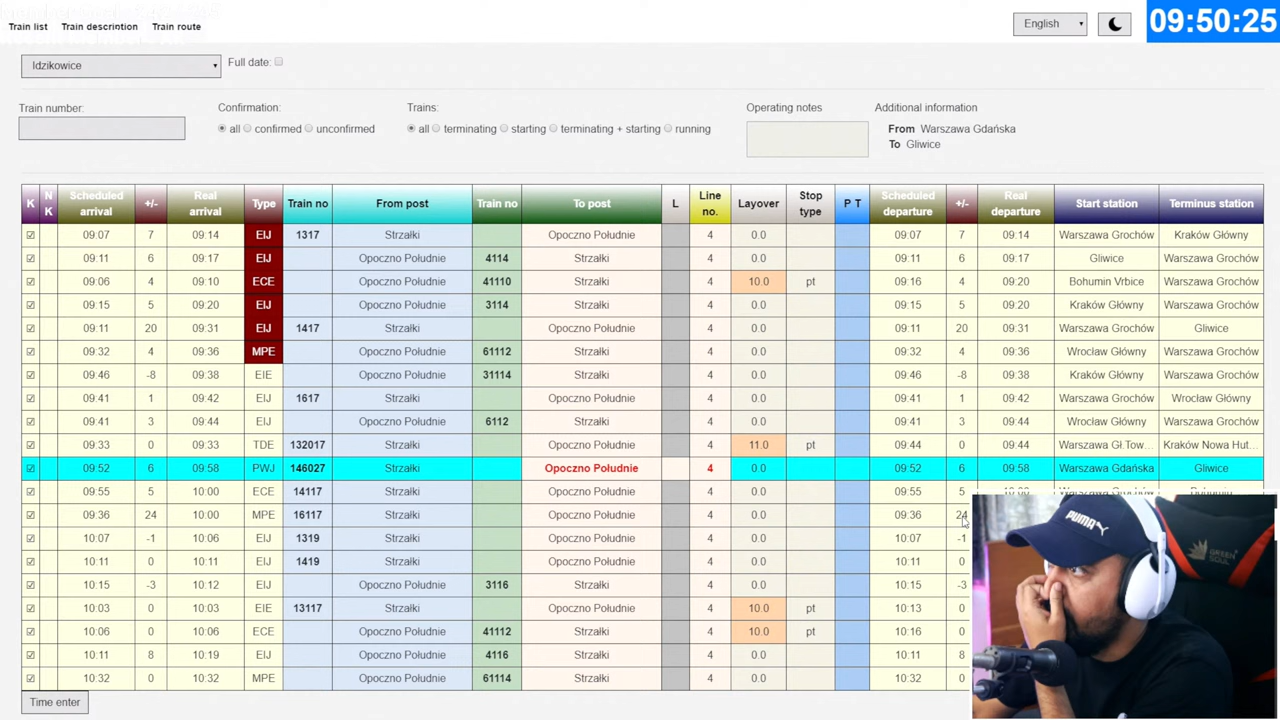 Train list Train description Train route English 09:50:25
Idzikowice Full date:
Train number: Confirmation: Trains: Operating notes Additional information
all confirmed unconfirmed all terminating starting terminating + starting running From Warszawa Gdańska
To Gliwice
K N K Scheduled arrival +/- Real arrival Type Train no From post Train no To post L Line no. Layover Stop type P T Scheduled departure +/- Real departure Start station Terminus station
09:07 7 09:14 EIJ 1317 Strzałki Opoczno Południe 4 0.0 09:07 7 09:14 Warszawa Grochów Kraków Główny
09:11 6 09:17 EIJ Opoczno Południe 4114 Strzałki 4 0.0 09:11 6 09:17 Gliwice Warszawa Grochów
09:06 4 09:10 ECE Opoczno Południe 41110 Strzałki 4 10.0 pt 09:16 4 09:20 Bohumin Vrbice Warszawa Grochów
09:15 5 09:20 EIJ Opoczno Południe 3114 Strzałki 4 0.0 09:15 5 09:20 Kraków Główny Warszawa Grochów
09:11 20 09:31 EIJ 1417 Strzałki Opoczno Południe 4 0.0 09:11 20 09:31 Warszawa Grochów Gliwice
09:32 4 09:36 MPE Opoczno Południe 61112 Strzałki 4 0.0 09:32 4 09:36 Wrocław Główny Warszawa Grochów
09:46 -8 09:38 EIE Opoczno Południe 31114 Strzałki 4 0.0 09:46 -8 09:38 Kraków Główny Warszawa Grochów
09:41 1 09:42 EIJ 1617 Strzałki Opoczno Południe 4 0.0 09:41 1 09:42 Warszawa Grochów Wrocław Główny
09:41 3 09:44 EIJ Opoczno Południe 6112 Strzałki 4 0.0 09:41 3 09:44 Wrocław Główny Warszawa Grochów
09:33 0 09:33 TDE 132017 Strzałki Opoczno Południe 4 11.0 pt 09:44 0 09:44 Warszawa Gł.Tow... Kraków Nowa Hut...
09:52 6 09:58 PWJ 146027 Strzałki Opoczno Południe 4 0.0 09:52 6 09:58 Warszawa Gdańska Gliwice
09:55 5 10:00 ECE 14117 Strzałki Opoczno Południe 4 0.0 09:55 5 10:00 Warszawa Grochów
09:36 24 10:00 MPE 16117 Strzałki Opoczno Południe 4 0.0 09:36 24
10:07 -1 10:06 EIJ 1319 Strzałki Opoczno Południe 4 0.0 10:07 -1
10:11 0 10:11 EIJ 1419 Strzałki Opoczno Południe 4 0.0 10:11 0
10:15 -3 10:12 EIJ Opoczno Południe 3116 Strzałki 4 0.0 10:15 -3
10:03 0 10:03 EIE 13117 Strzałki Opoczno Południe 4 10.0 pt 10:13 0
10:06 0 10:06 ECE Opoczno Południe 41112 Strzałki 4 10.0 pt 10:16 0
10:11 8 10:19 EIJ Opoczno Południe 4116 Strzałki 4 0.0 10:11 8
10:32 0 10:32 MPE Opoczno Południe 61114 Strzałki 4 0.0 10:32 0
Time enter
PUMA
GREEN
SOUL